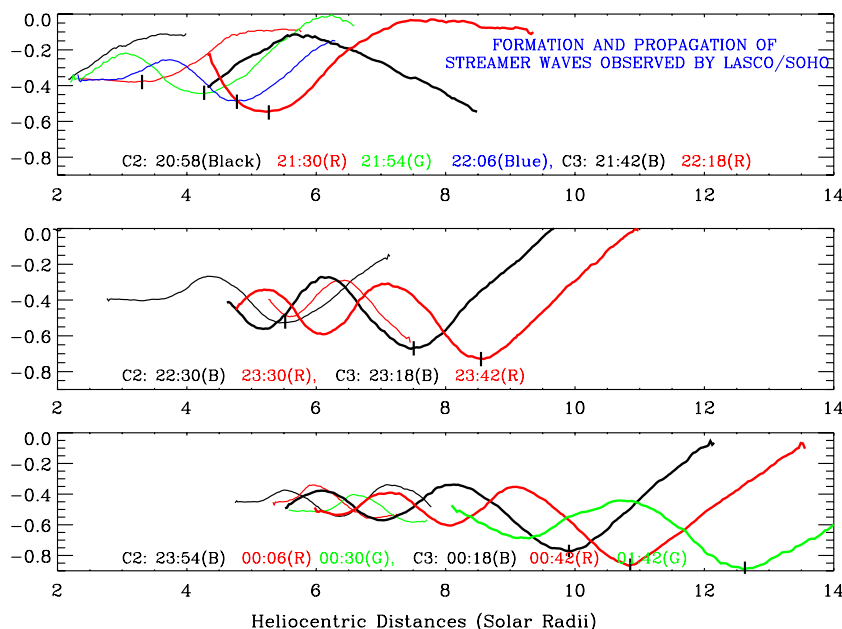 0.0
FORMATION AND PROPAGATION OF
STREAMER WAVES OBSERVED BY LASCO/SOHO
−0.2
−0.4
−0.6
−0.8
C2: 20:58(Black) 21:30(R) 21:54(G) 22:06(Blue), C3: 21:42(B) 22:18(R)
2 4 6 8 10 12 14
0.0
−0.2
−0.4
−0.6
−0.8
C2: 22:30(B) 23:30(R), C3: 23:18(B) 23:42(R)
2 4 6 8 10 12 14
0.0
−0.2
−0.4
−0.6
−0.8
C2: 23:54(B) 00:06(R) 00:30(G), C3: 00:18(B) 00:42(R) 01:42(G)
2 4 6 8 10 12 14
Heliocentric Distances (Solar Radii)